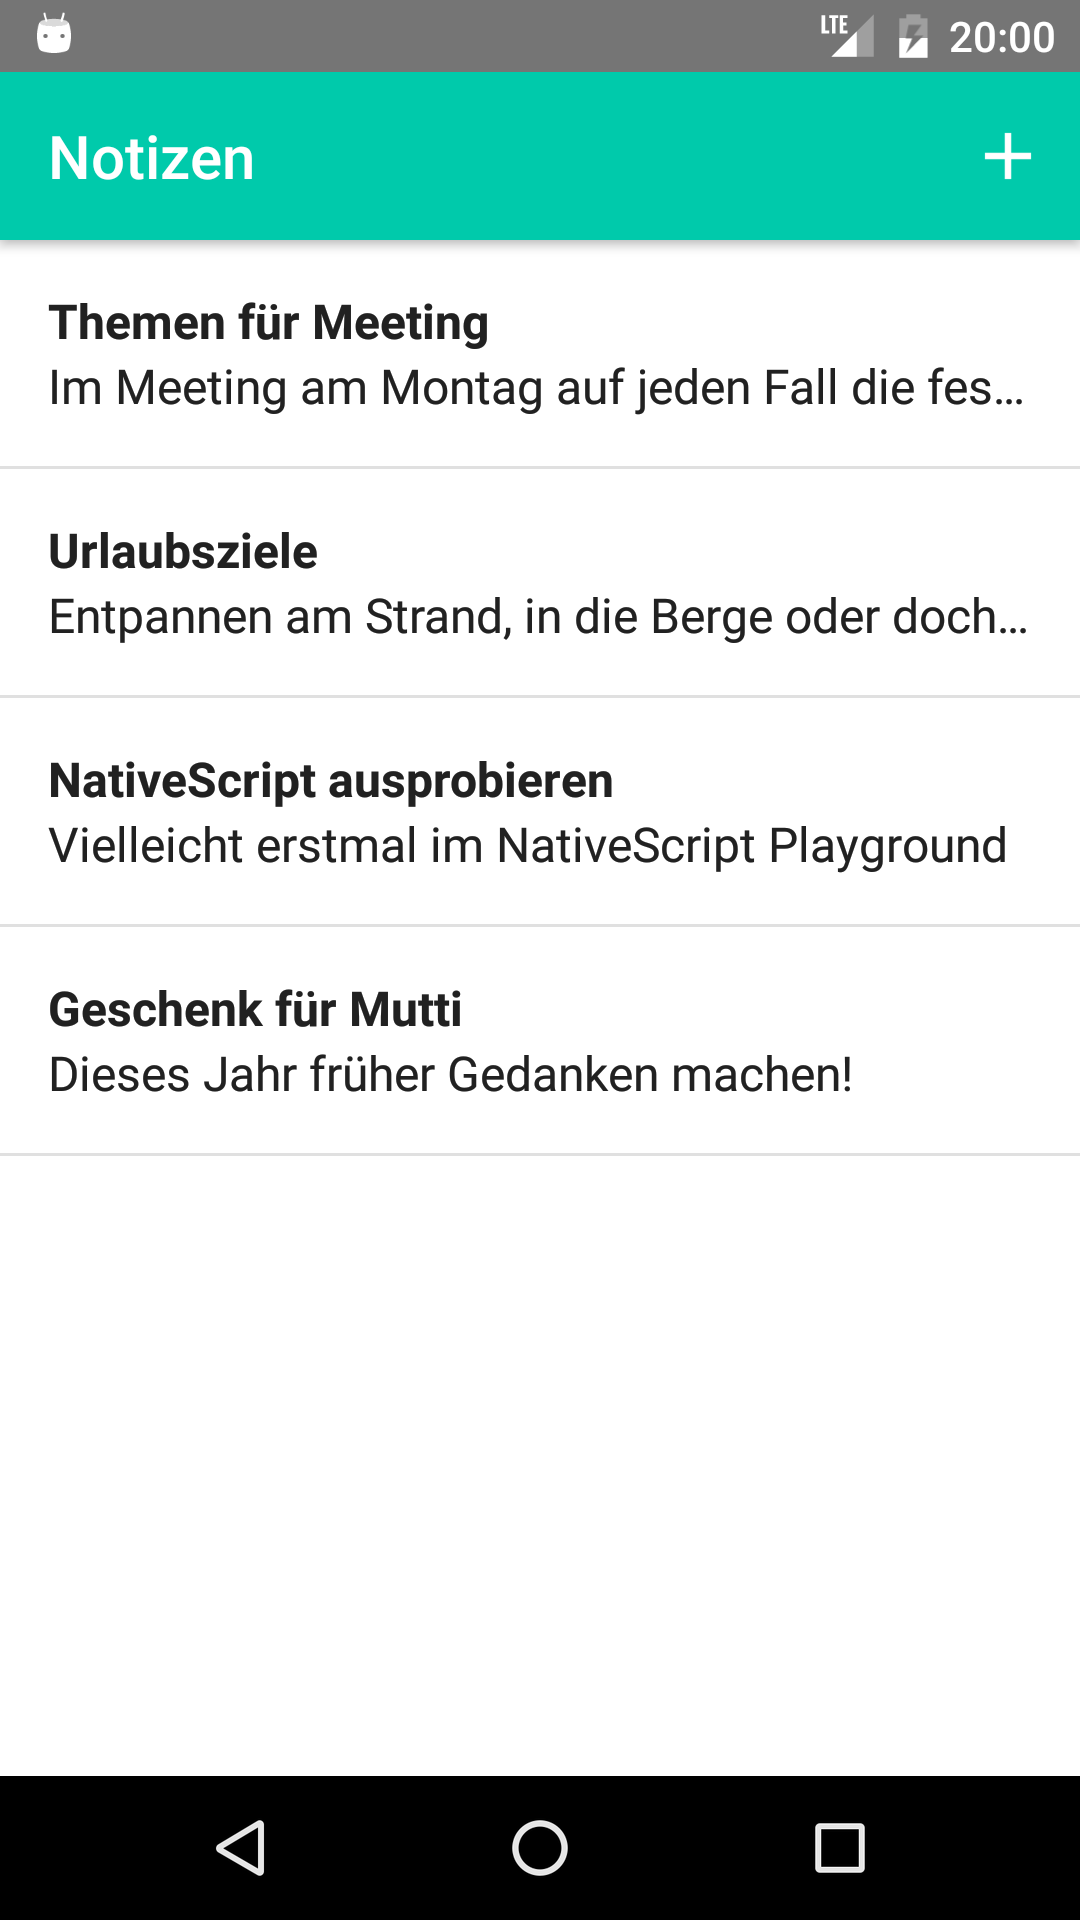 LTE 20:00
Notizen
Themen für Meeting
Im Meeting am Montag auf jeden Fall die fes...
Urlaubsziele
Entpannen am Strand, in die Berge oder doch...
NativeScript ausprobieren
Vielleicht erstmal im NativeScript Playground
Geschenk für Mutti
Dieses Jahr früher Gedanken machen!